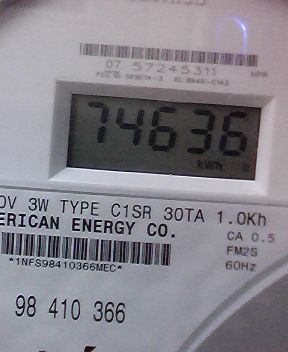 07 57245311
74636
kWh
0V 3W TYPE C1SR 30TA 1.0Kh
ERICAN ENERGY CO.
CA 0.5
FM2S
*1NFS98410366MEC*
60Hz
98 410 366